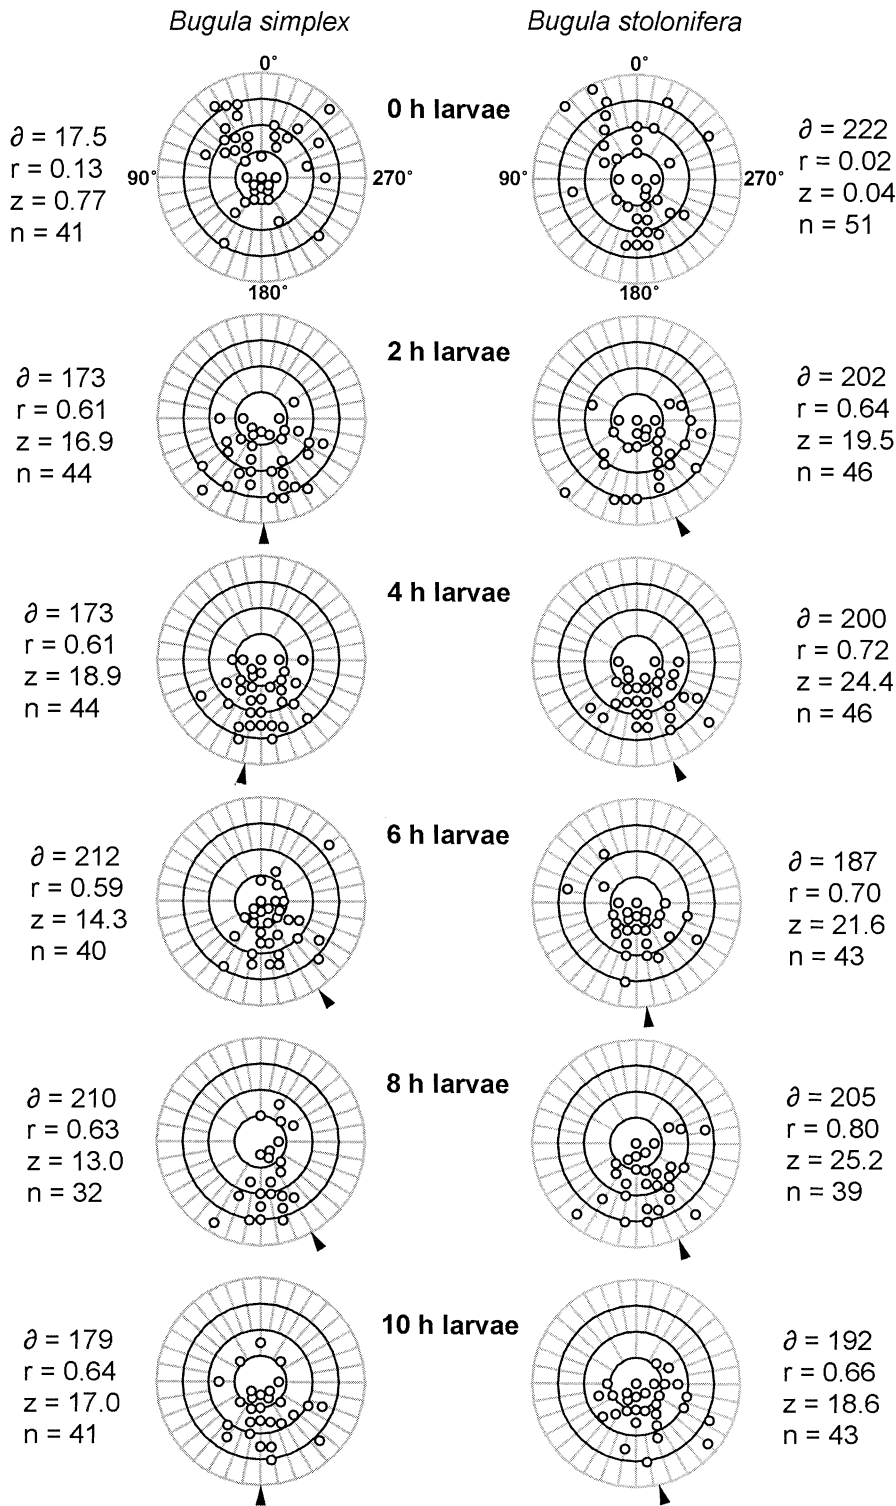 Bugula simplex
Bugula stolonifera
0°
0°
0 h larvae
∂ = 17.5
r = 0.13
z = 0.77
n = 41
90°
270°
90°
270°
∂ = 222
r = 0.02
z = 0.04
n = 51
180°
180°
2 h larvae
∂ = 173
r = 0.61
z = 16.9
n = 44
∂ = 202
r = 0.64
z = 19.5
n = 46
4 h larvae
∂ = 173
r = 0.61
z = 18.9
n = 44
∂ = 200
r = 0.72
z = 24.4
n = 46
6 h larvae
∂ = 212
r = 0.59
z = 14.3
n = 40
∂ = 187
r = 0.70
z = 21.6
n = 43
8 h larvae
∂ = 210
r = 0.63
z = 13.0
n = 32
∂ = 205
r = 0.80
z = 25.2
n = 39
10 h larvae
∂ = 179
r = 0.64
z = 17.0
n = 41
∂ = 192
r = 0.66
z = 18.6
n = 43